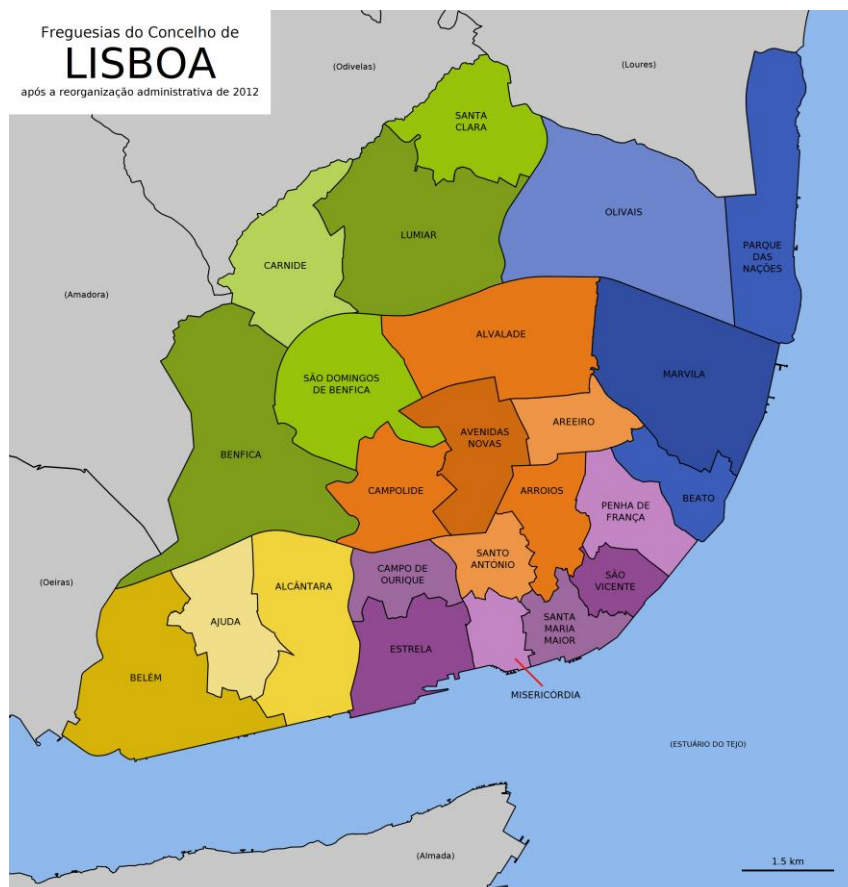 Freguesias do Concelho de
LISBOA
após a reorganização administrativa de 2012
(Odivelas)
(Loures)
SANTA
CLARA
OLIVAIS
LUMIAR
PARQUE
DAS
NAÇÕES
CARNIDE
(Amadora)
ALVALADE
MARVILA
SÃO DOMINGOS
DE BENFICA
AREEIRO
AVENIDAS
NOVAS
BENFICA
CAMPOLIDE
ARROIOS
BEATO
PENHA DE
FRANÇA
SANTO
ANTÓNIO
CAMPO DE
OURIQUE
SÃO
VICENTE
(Oeiras)
ALCÂNTARA
AJUDA
SANTA
MARIA
MAIOR
ESTRELA
BELÉM
MISERICÓRDIA
(ESTUÁRIO DO TEJO)
(Almada)
1.5 km